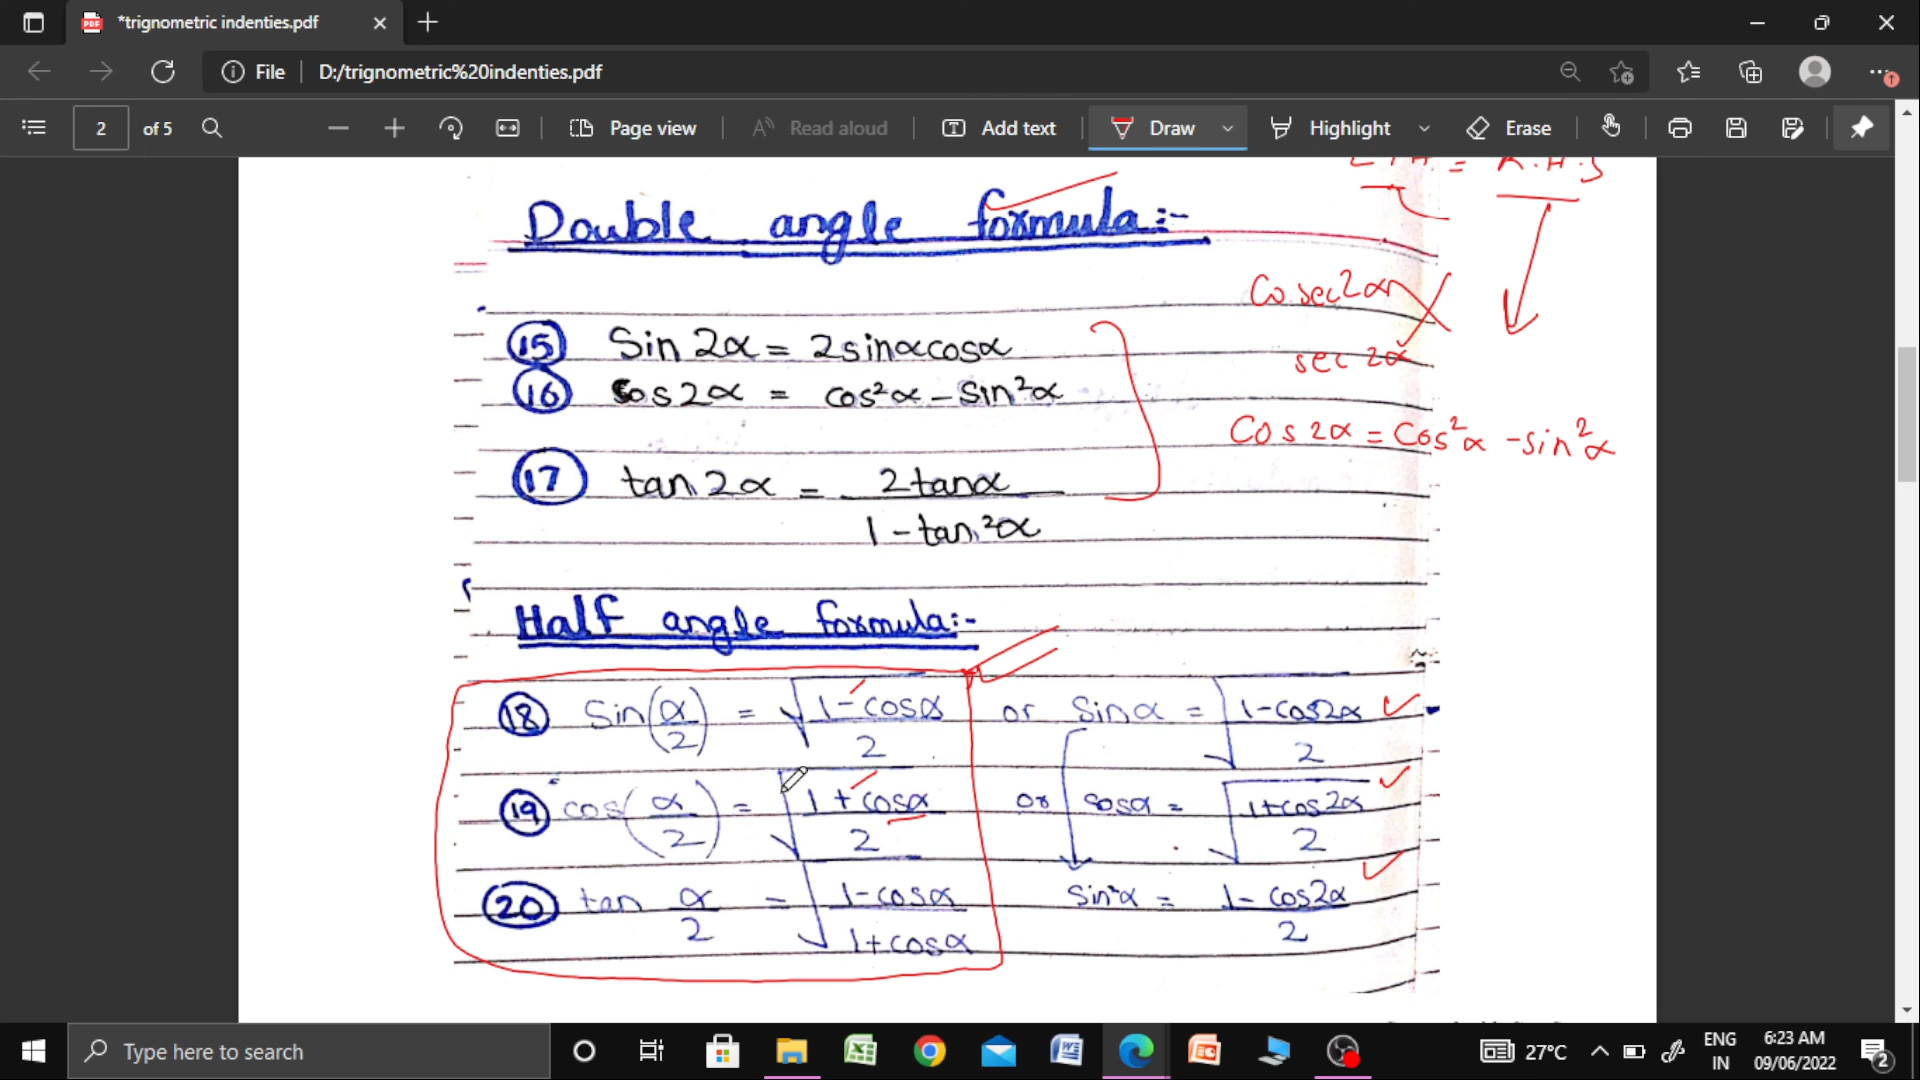 *trignometric indenties.pdf
File D:/trignometric%20indenties.pdf
2 of 5 Page view Read aloud Add text Draw Highlight Erase
= R.H.S
Double angle formula:-
Cosec2α
15 Sin 2α = 2sinαcosα
sec 2α
16 Cos2α = cos²α - Sin²α
Cos2α = Cos²α - sin²α
17 tan 2α = 2tanα
1 - tan²α
Half angle formula:-
18 Sin(α/2) = √1-cosα/2 or Sinα = √1-cos2α/2
19 cos(α/2) = √1+cosα/2 or cosα = √1+cos2α/2
20 tan α/2 = √1-cosα/1+cosα Sin²α = 1-cos2α/2
Type here to search
27°C
ENG
IN
6:23 AM
09/06/2022
2